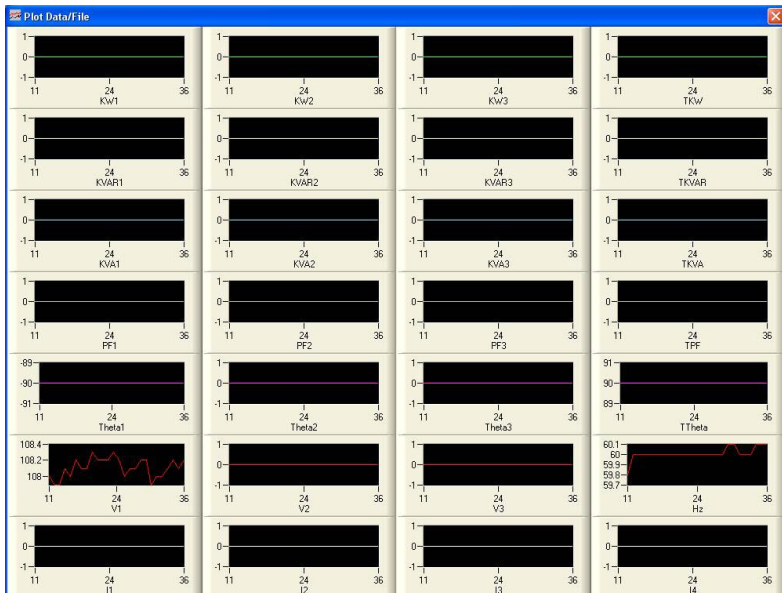 Plot Data/File
1 1 1 1
0 0 0 0
-1 -1 -1 -1
11 24 36 11 24 36 11 24 36 11 24 36
KW1 KW2 KW3 TKW
1 1 1 1
0 0 0 0
-1 -1 -1 -1
11 24 36 11 24 36 11 24 36 11 24 36
KVAR1 KVAR2 KVAR3 TKVAR
1 1 1 1
0 0 0 0
-1 -1 -1 -1
11 24 36 11 24 36 11 24 36 11 24 36
KVA1 KVA2 KVA3 TKVA
1 1 1 1
0 0 0 0
-1 -1 -1 -1
11 24 36 11 24 36 11 24 36 11 24 36
PF1 PF2 PF3 TPF
-89 1 1 91
-90 0 0 90
-91 -1 -1 89
11 24 36 11 24 36 11 24 36 11 24 36
Theta1 Theta2 Theta3 TTheta
108.4 1 1 60.1
108.2 0 0 60
108 59.9
59.8
-1 -1 59.7
11 24 36 11 24 36 11 24 36 11 24 36
V1 V2 V3 Hz
1 1 1 1
0 0 0 0
-1 -1 -1 -1
11 24 36 11 24 36 11 24 36 11 24 36
I1 I2 I3 I4